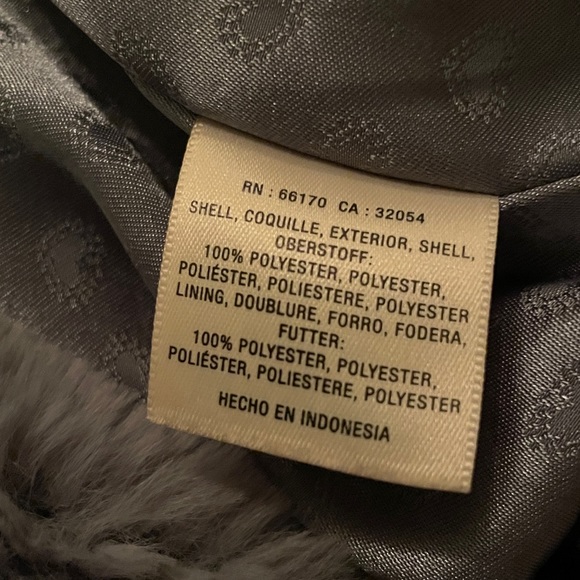 RN : 66170 CA : 32054
SHELL, COQUILLE, EXTERIOR, SHELL,
OBERSTOFF:
100% POLYESTER, POLYESTER,
POLIÉSTER, POLIESTERE, POLYESTER
LINING, DOUBLURE, FORRO, FODERA,
FUTTER:
100% POLYESTER, POLYESTER,
POLIÉSTER, POLIESTERE, POLYESTER
HECHO EN INDONESIA